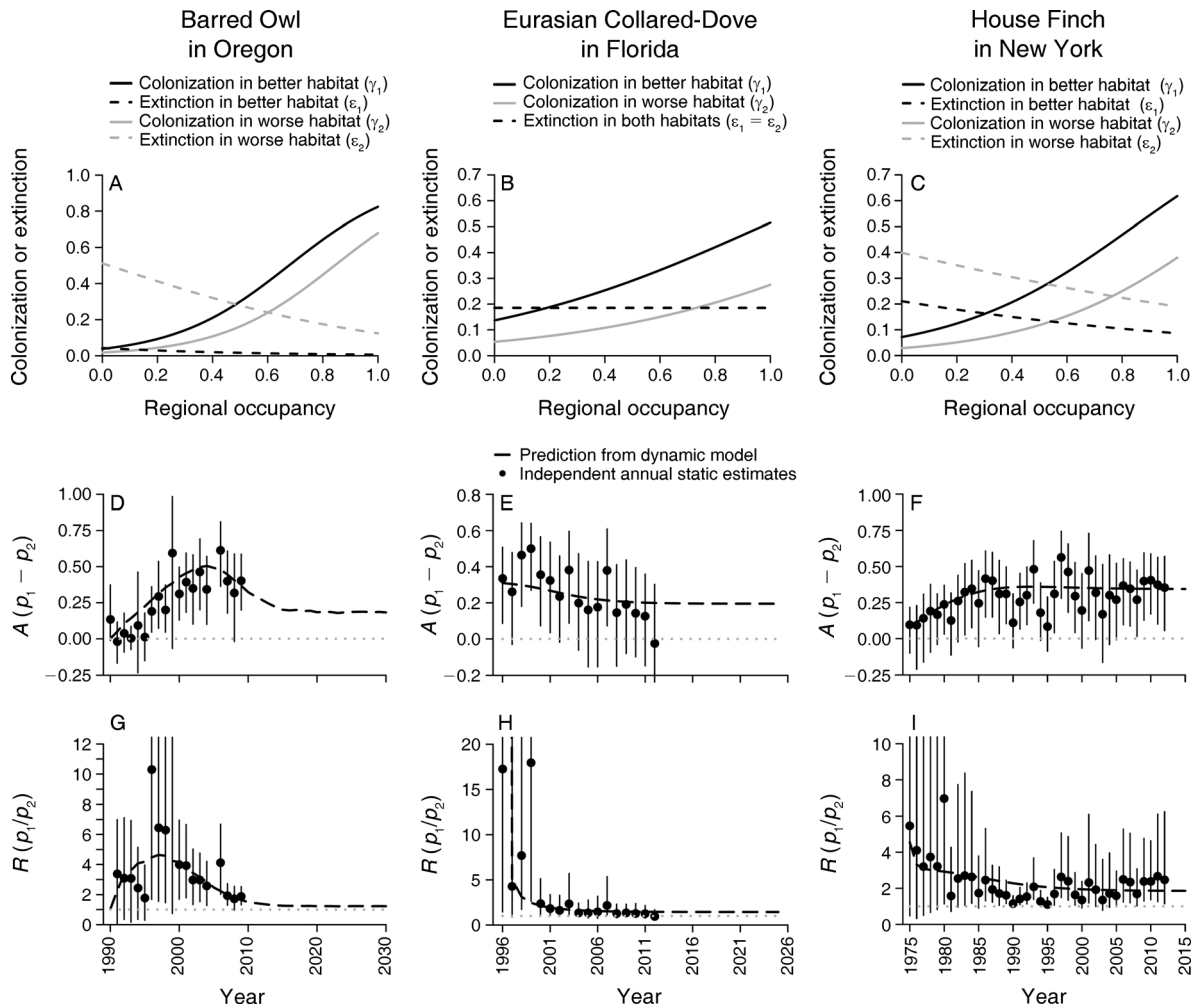 Barred Owl
in Oregon
Colonization in better habitat (γ1)
Extinction in better habitat (ε1)
Colonization in worse habitat (γ2)
Extinction in worse habitat (ε2)
Eurasian Collared-Dove
in Florida
Colonization in better habitat (γ1)
Colonization in worse habitat (γ2)
Extinction in both habitats (ε1 = ε2)
House Finch
in New York
Colonization in better habitat (γ1)
Extinction in better habitat (ε1)
Colonization in worse habitat (γ2)
Extinction in worse habitat (ε2)
A
Colonization or extinction
1.0
0.8
0.6
0.4
0.2
0.0
0.0 0.2 0.4 0.6 0.8 1.0
Regional occupancy
B
Colonization or extinction
0.7
0.6
0.5
0.4
0.3
0.2
0.1
0.0
0.0 0.2 0.4 0.6 0.8 1.0
Regional occupancy
C
Colonization or extinction
0.7
0.6
0.5
0.4
0.3
0.2
0.1
0.0
0.0 0.2 0.4 0.6 0.8 1.0
Regional occupancy
Prediction from dynamic model
Independent annual static estimates
D
A (p1 − p2)
1.00
0.75
0.50
0.25
0.00
−0.25
E
A (p1 − p2)
0.8
0.6
0.4
0.2
0.0
−0.2
F
A (p1 − p2)
1.00
0.75
0.50
0.25
0.00
−0.25
G
R (p1/p2)
12
10
8
6
4
2
0
1990 2000 2010 2020 2030
Year
H
R (p1/p2)
20
15
10
5
0
1996 2001 2006 2011 2016 2021 2026
Year
I
R (p1/p2)
10
8
6
4
2
0
1975 1980 1985 1990 1995 2000 2005 2010 2015
Year